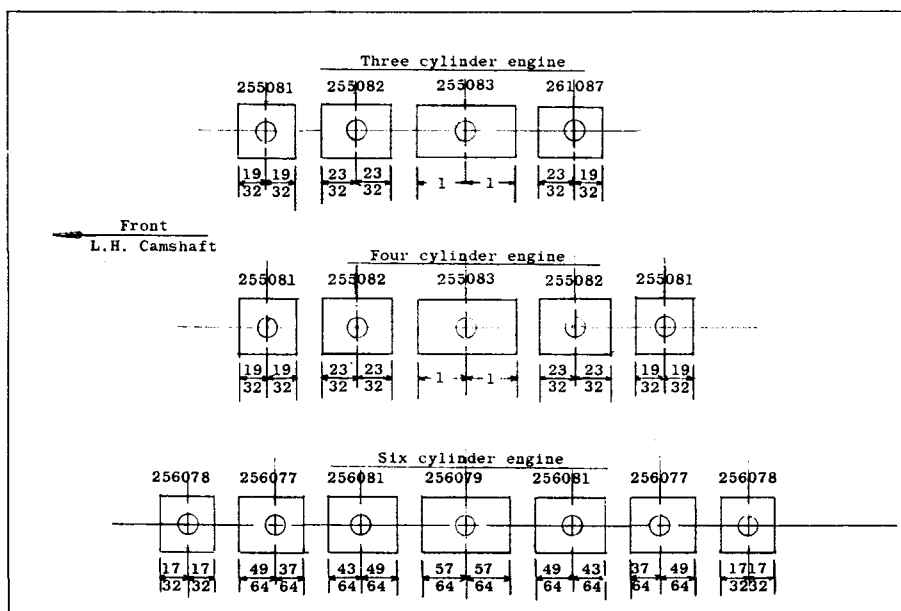 Three cylinder engine
255081 255082 255083 261087
19 19 23 23 1 1 23 19
32 32 32 32 32 32
Front
L.H. Camshaft
Four cylinder engine
255081 255082 255083 255082 255081
19 19 23 23 1 1 23 23 19 19
32 32 32 32 32 32 32 32
Six cylinder engine
256078 256077 256081 256079 256081 256077 256078
17 17 49 37 43 49 57 57 49 43 37 49 17 17
32 32 64 64 64 64 64 64 64 64 64 64 32 32